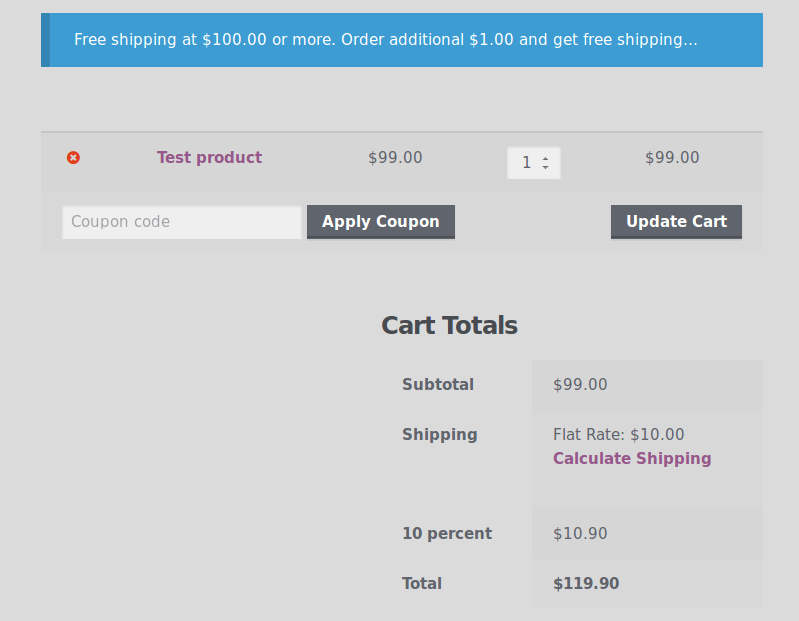 Free shipping at $100.00 or more. Order additional $1.00 and get free shipping...
Test product $99.00 1 $99.00
Coupon code Apply Coupon Update Cart
Cart Totals
Subtotal $99.00
Shipping Flat Rate: $10.00
Calculate Shipping
10 percent $10.90
Total $119.90